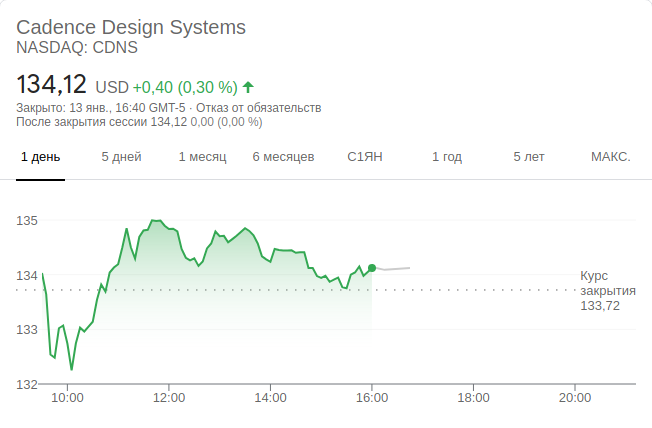 Cadence Design Systems
NASDAQ: CDNS
134,12 USD +0,40 (0,30 %)
Закрыто: 13 янв., 16:40 GMT-5 · Отказ от обязательств
После закрытия сессии 134,12 0,00 (0,00 %)
1 день 5 дней 1 месяц 6 месяцев С1ЯН 1 год 5 лет МАКС.
135
134
Курс
закрытия
133,72
133
132
10:00 12:00 14:00 16:00 18:00 20:00